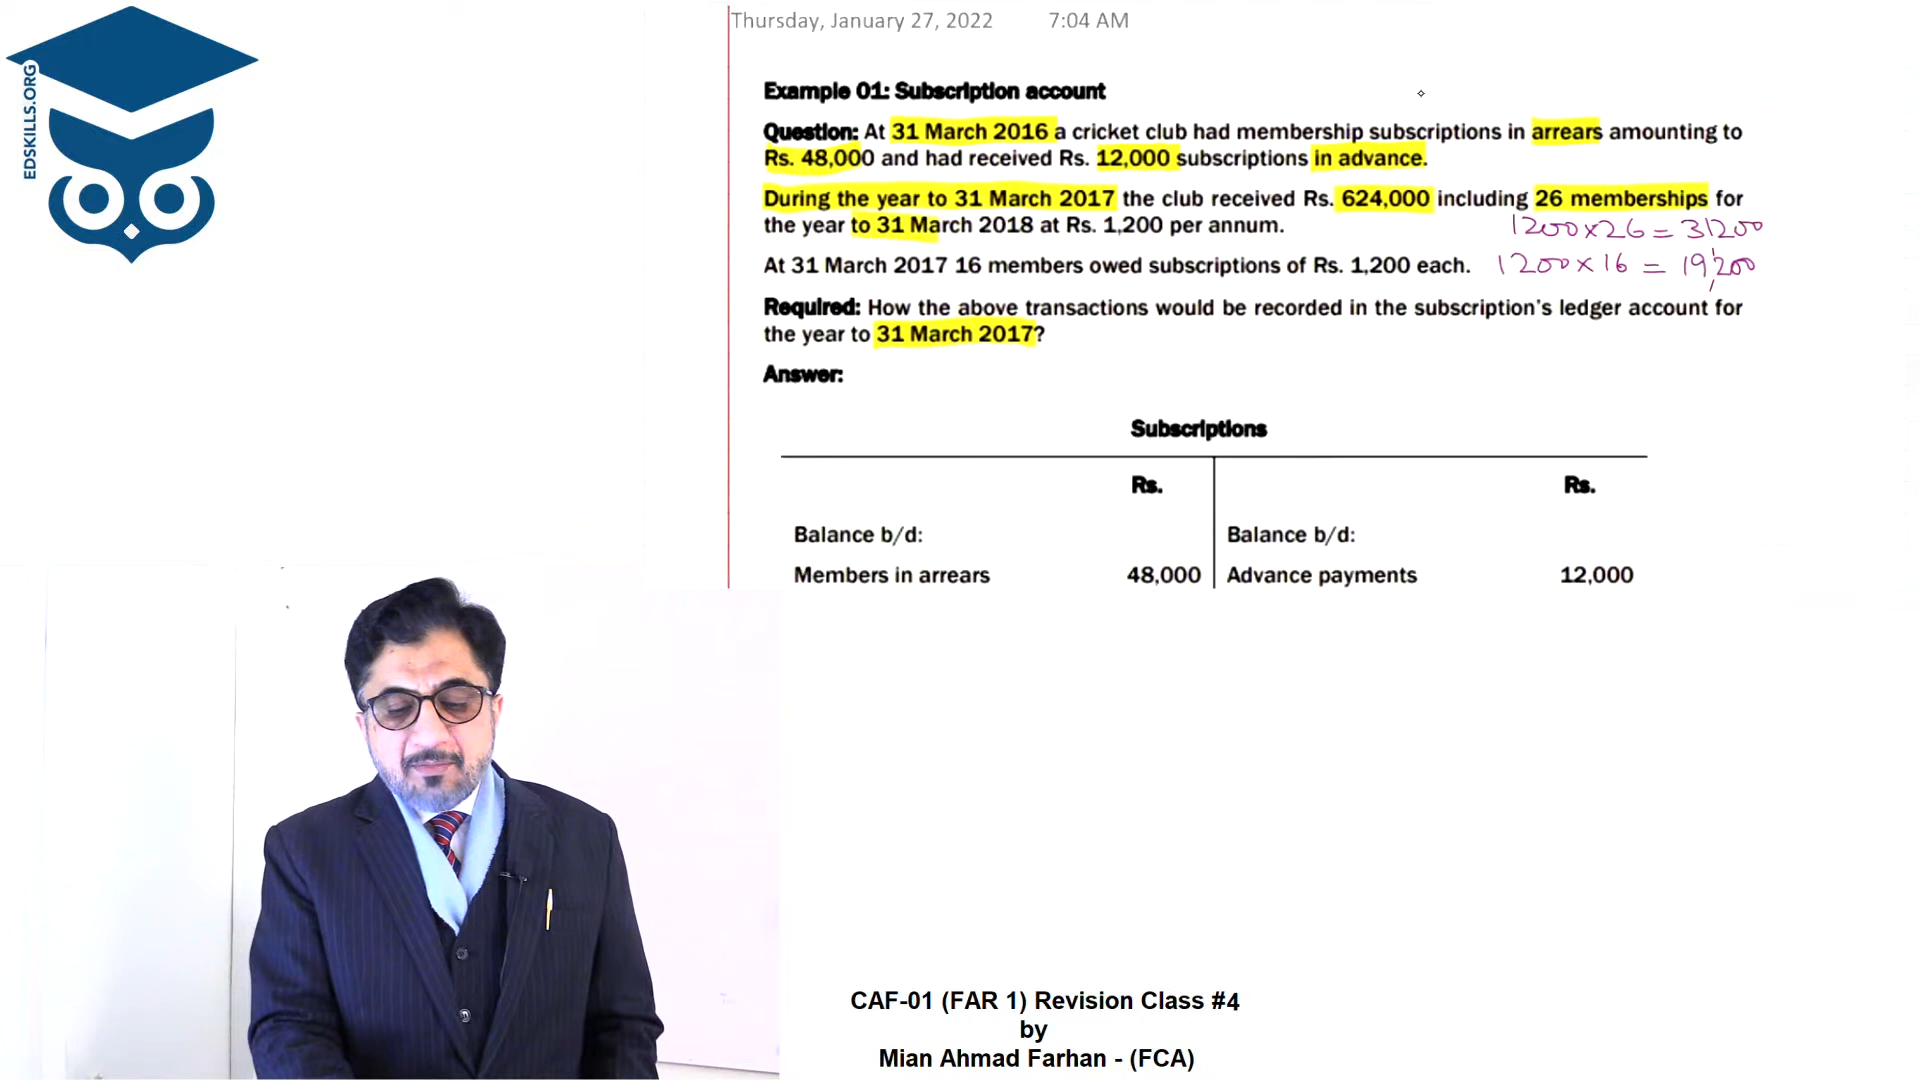 Thursday, January 27, 2022 7:04 AM
EDSKILLS.ORG
Example 01: Subscription account
Question: At 31 March 2016 a cricket club had membership subscriptions in arrears amounting to
Rs. 48,000 and had received Rs. 12,000 subscriptions in advance.
During the year to 31 March 2017 the club received Rs. 624,000 including 26 memberships for
the year to 31 March 2018 at Rs. 1,200 per annum.
1200×26 = 31200
At 31 March 2017 16 members owed subscriptions of Rs. 1,200 each.
1200×16 = 19,200
Required: How the above transactions would be recorded in the subscription's ledger account for
the year to 31 March 2017?
Answer:
Subscriptions
Rs. Rs.
Balance b/d: Balance b/d:
Members in arrears 48,000 Advance payments 12,000
CAF-01 (FAR 1) Revision Class #4
by
Mian Ahmad Farhan - (FCA)